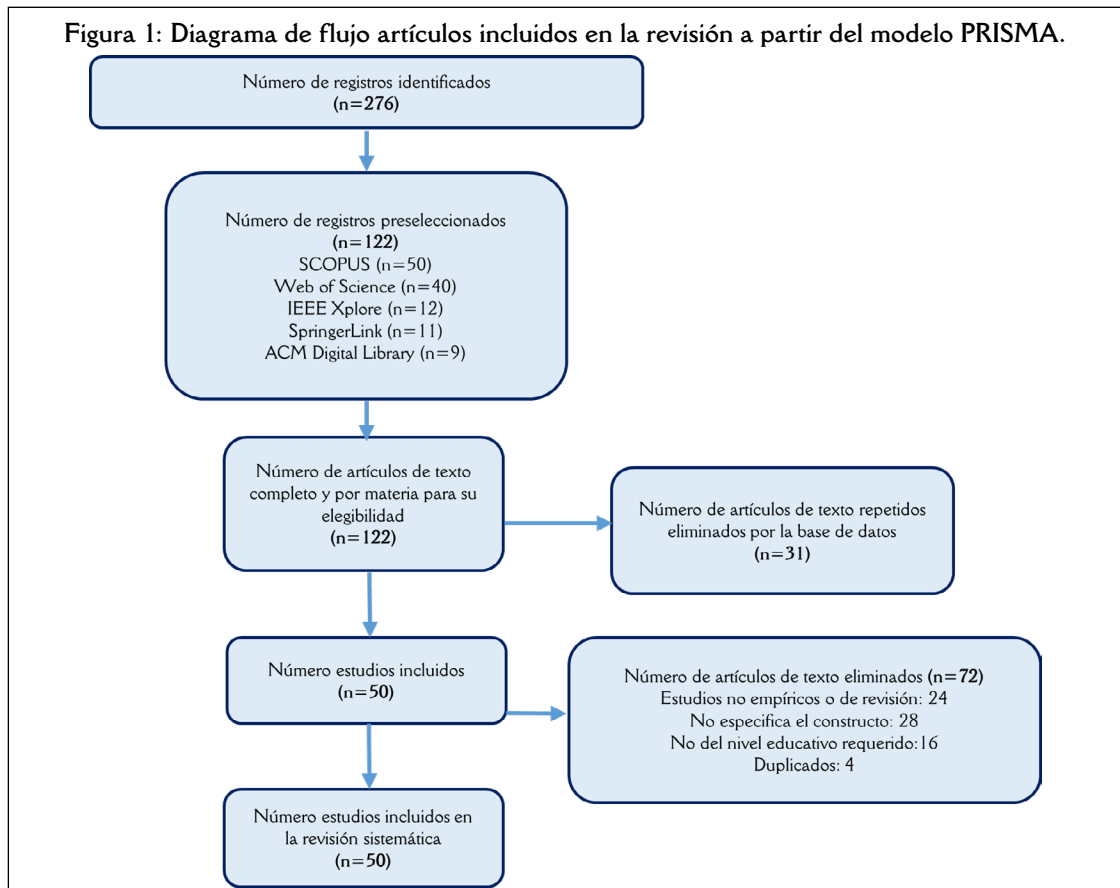 Figura 1: Diagrama de flujo artículos incluidos en la revisión a partir del modelo PRISMA.
Número de registros identificados
(n=276)
Número de registros preseleccionados
(n=122)
SCOPUS (n=50)
Web of Science (n=40)
IEEE Xplore (n=12)
SpringerLink (n=11)
ACM Digital Library (n=9)
Número de artículos de texto
completo y por materia para su
elegibilidad
(n=122)
Número de artículos de texto repetidos
eliminados por la base de datos
(n=31)
Número estudios incluidos
(n=50)
Número de artículos de texto eliminados (n=72)
Estudios no empíricos o de revisión: 24
No especifica el constructo: 28
No del nivel educativo requerido:16
Duplicados: 4
Número estudios incluidos en
la revisión sistemática
(n=50)